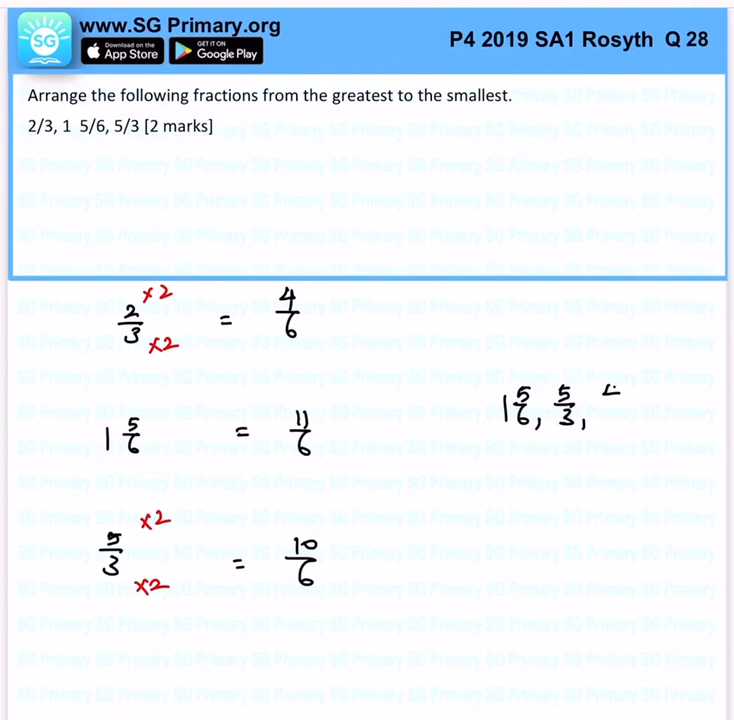 www.SG Primary.org
SG
Download on the App Store
GET IT ON Google Play
P4 2019 SA1 Rosyth Q 28
Arrange the following fractions from the greatest to the smallest.
2/3, 1 5/6, 5/3 [2 marks]
2/3 ×2 ×2 = 4/6
1 5/6 = 11/6
1 5/6, 5/3,
5/3 ×2 ×2 = 10/6